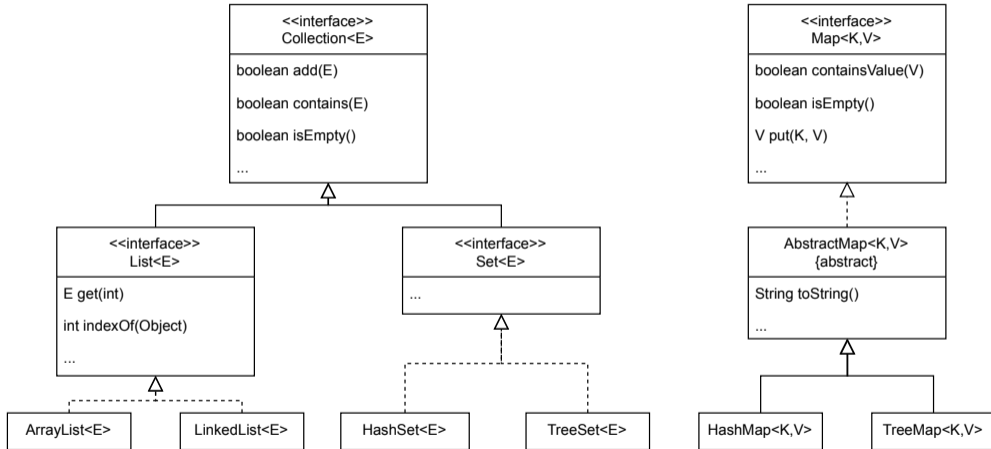 <<interface>>
Collection<E>
boolean add(E)
boolean contains(E)
boolean isEmpty()
...
<<interface>>
Map<K,V>
boolean containsValue(V)
boolean isEmpty()
V put(K, V)
...
<<interface>>
List<E>
E get(int)
int indexOf(Object)
...
<<interface>>
Set<E>
...
AbstractMap<K,V>
{abstract}
String toString()
...
ArrayList<E>
LinkedList<E>
HashSet<E>
TreeSet<E>
HashMap<K,V>
TreeMap<K,V>